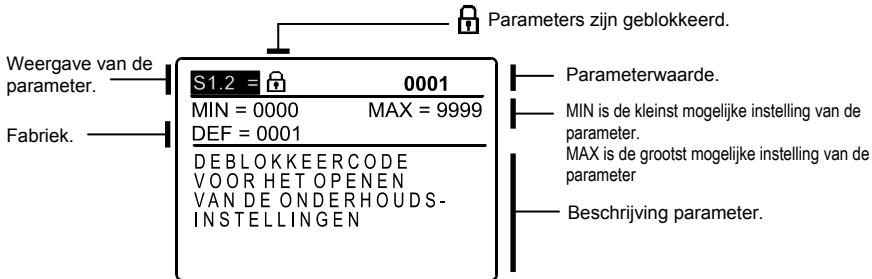 Parameters zijn geblokkeerd.
Weergave van de
parameter.
Fabriek.
S1.2 = 0001
MIN = 0000 MAX = 9999
DEF = 0001
DEBLOKKEERCODE
VOOR HET OPENEN
VAN DE ONDERHOUDS-
INSTELLINGEN
Parameterwaarde.
MIN is de kleinst mogelijke instelling van de
parameter.
MAX is de grootst mogelijke instelling van de
parameter
Beschrijving parameter.